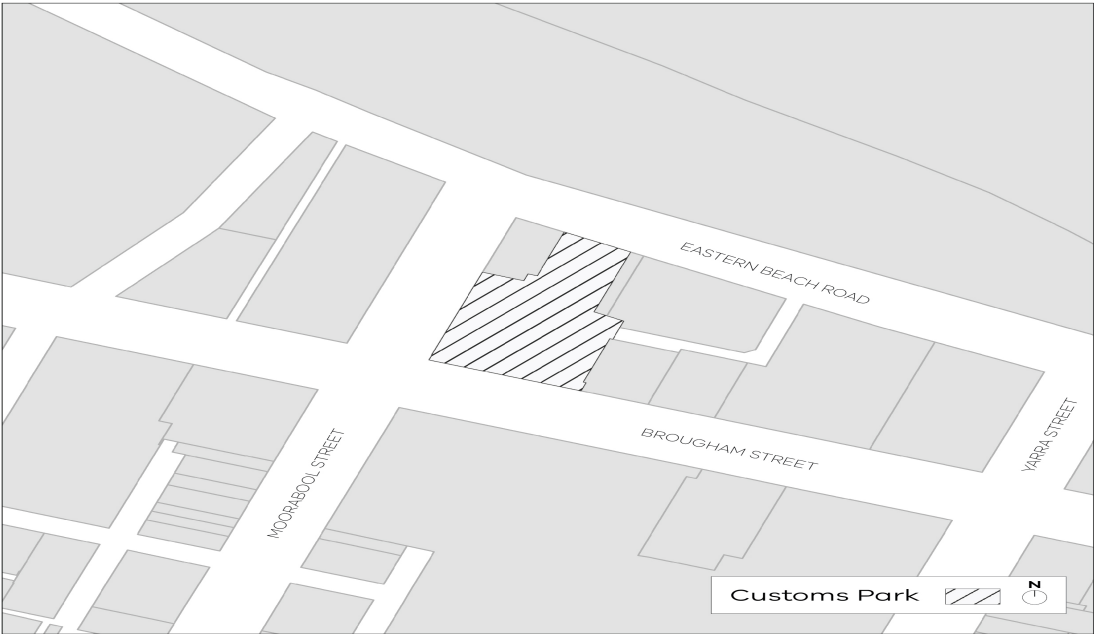 EASTERN BEACH ROAD
BROUGHAM STREET
YARRA STREET
MOORABOOL STREET
Customs Park
N